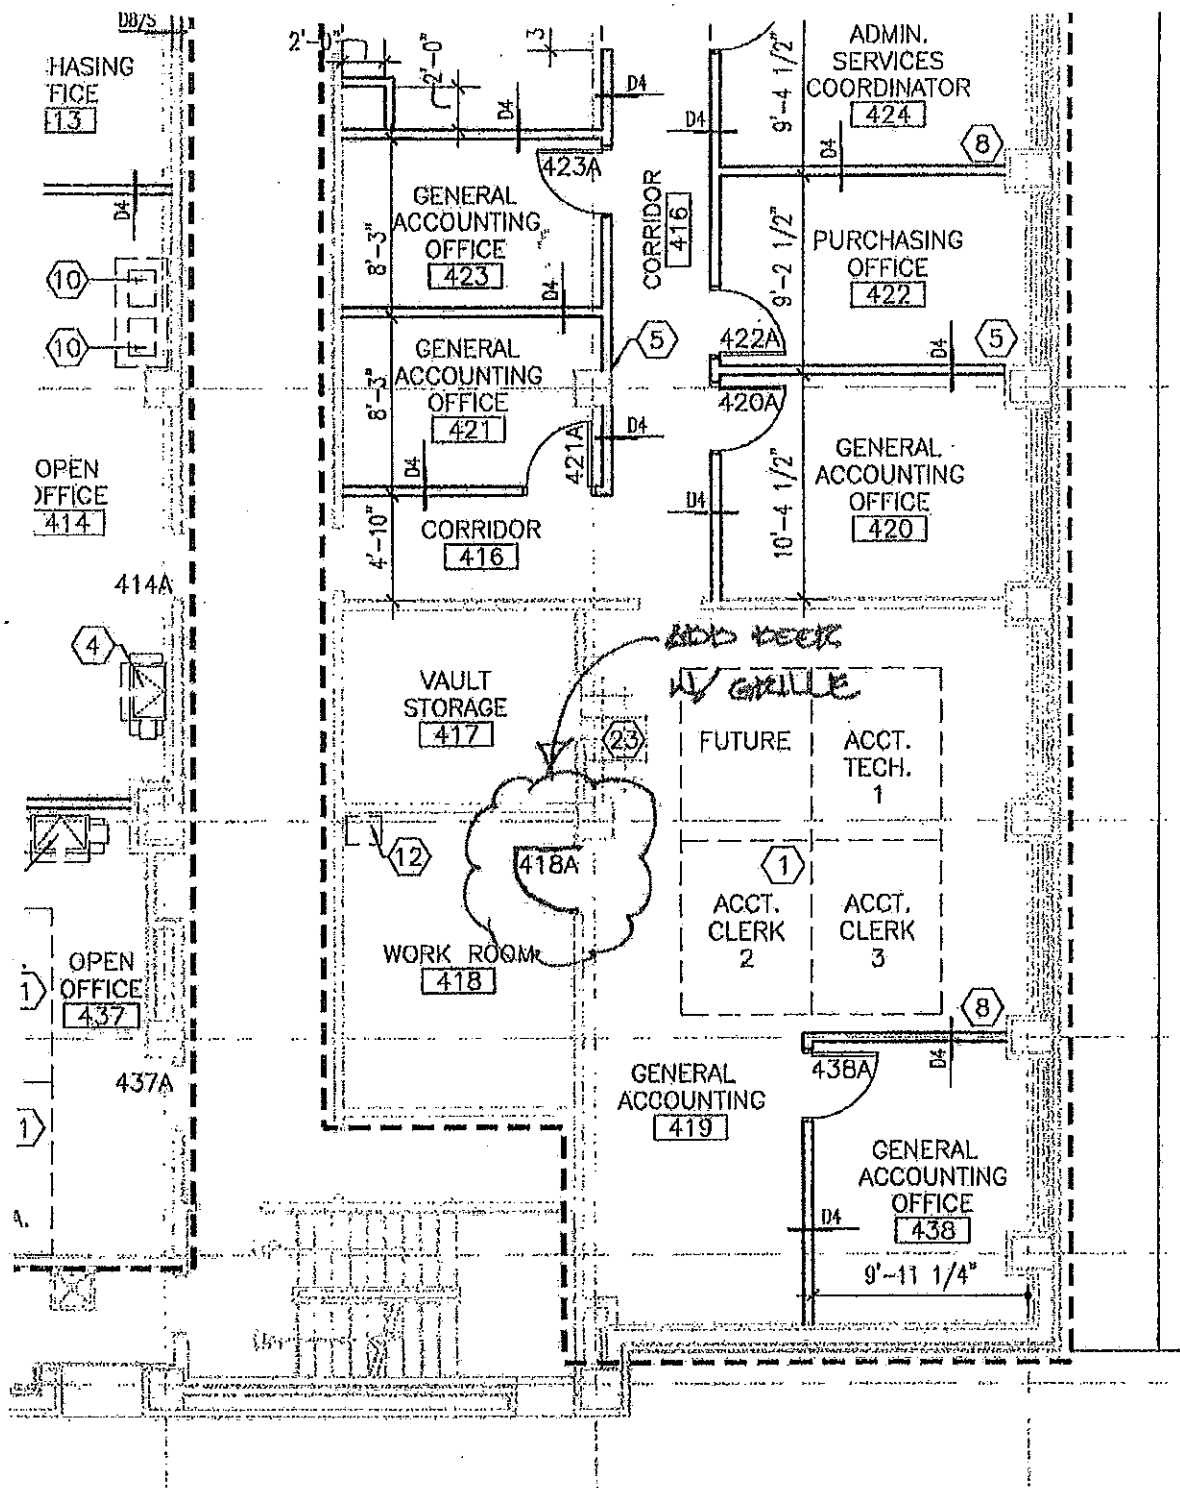 D8/S
HASING
FICE
13
D4
10
10
OPEN
OFFICE
414
414A
4
OPEN
OFFICE
437
1
437A
1
A.
2'-0"
2'-0"
D4
3
D4
423A
GENERAL
ACCOUNTING
OFFICE
423
8'-3"
D4
GENERAL
ACCOUNTING
OFFICE
421
8'-3"
421A
D4
D4
5
CORRIDOR
416
4'-10"
CORRIDOR
416
D4
ADMIN.
SERVICES
COORDINATOR
424
9'-4 1/2"
D4
8
PURCHASING
OFFICE
422
9'-2 1/2"
422A
D4
5
420A
GENERAL
ACCOUNTING
OFFICE
420
10'-4 1/2"
D4
VAULT
STORAGE
417
ADD
W/ GRILLE
23
FUTURE
ACCT.
TECH.
1
12
418A
1
ACCT.
CLERK
2
ACCT.
CLERK
3
WORK ROOM
418
8
D4
438A
GENERAL
ACCOUNTING
419
GENERAL
ACCOUNTING
OFFICE
438
D4
9'-11 1/4"